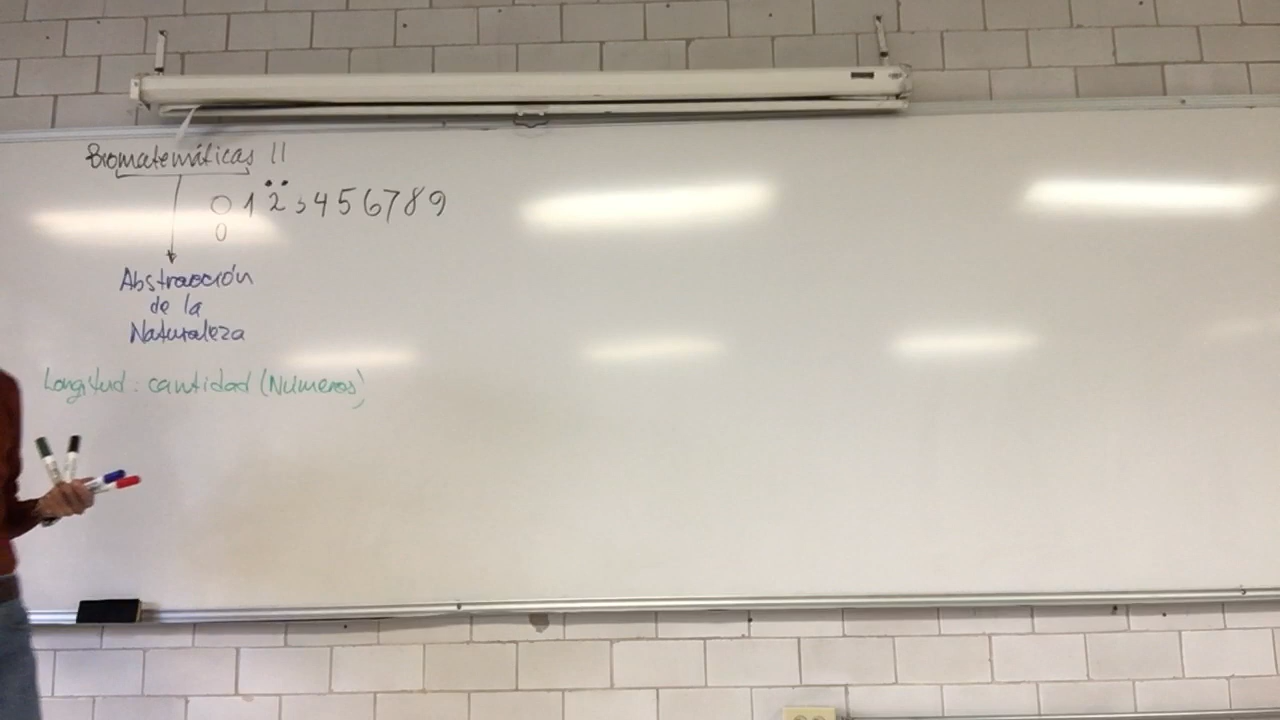 Biomatemáticas II
0 1 2 3 4 5 6 7 8 9
0
Abstracción
de la
Naturaleza
Longitud: cantidad (Números)